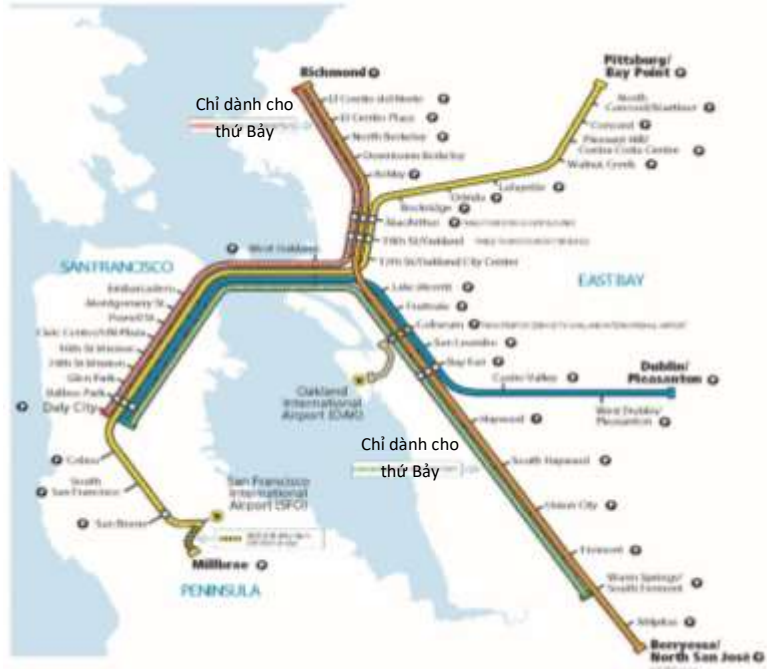 Richmond
Pittsburg/
Bay Point
Chỉ dành cho
thứ Bảy
El Cerrito del Norte
El Cerrito Plaza
North Berkeley
Downtown Berkeley
Ashby
North
Concord/Martinez
Concord
Pleasant Hill/
Contra Costa Centre
Walnut Creek
Lafayette
Orinda
Rockridge
MacArthur
19th St/Oakland
12th St/Oakland City Center
West Oakland
SAN FRANCISCO
EAST BAY
Embarcadero
Montgomery St
Powell St
Civic Center/UN Plaza
16th St Mission
24th St Mission
Glen Park
Balboa Park
Daly City
Lake Merritt
Fruitvale
Coliseum
San Leandro
Bay Fair
Castro Valley
Dublin/
Pleasanton
West Dublin/
Pleasanton
Oakland
International
Airport (OAK)
Hayward
Chỉ dành cho
thứ Bảy
South Hayward
Colma
South
San Francisco
San Francisco
International
Airport (SFO)
Union City
San Bruno
Fremont
Millbrae
PENINSULA
Warm Springs/
South Fremont
Milpitas
Berryessa/
North San José